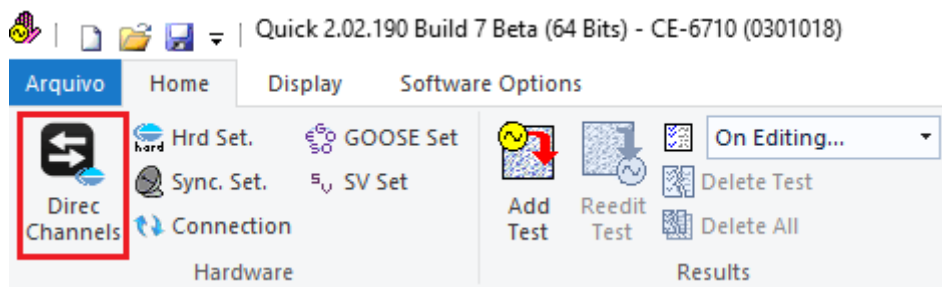 Quick 2.02.190 Build 7 Beta (64 Bits) - CE-6710 (0301018)
Arquivo Home Display Software Options
Direc
Channels
hard Hrd Set.
Sync. Set.
Connection
GOOSE Set
SV SV Set
Hardware
Add
Test
Reedit
Test
On Editing...
Delete Test
Delete All
Results